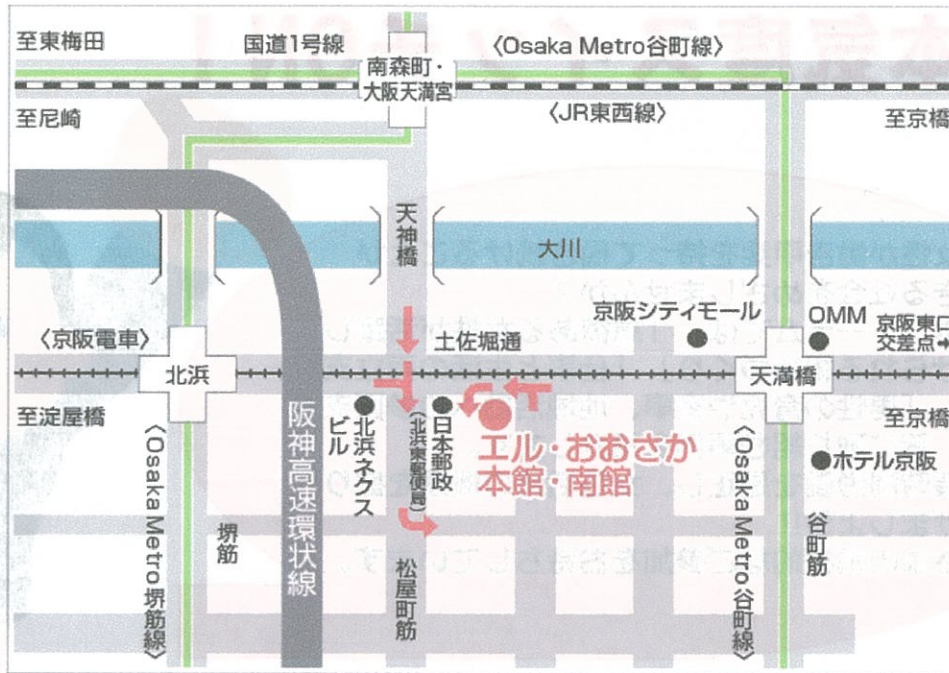 至東梅田
国道1号線
南森町・
大阪天満宮
〈Osaka Metro谷町線〉
至尼崎
〈JR東西線〉
至京橋
天神橋
大川
京阪シティモール
OMM
京阪東口
交差点➡
〈京阪電車〉
北浜
土佐堀通
天満橋
至淀屋橋
至京橋
阪神高速環状線
北浜ネクス
ビル
日本郵政
(北浜東郵便局)
エル・おおさか
本館・南館
ホテル京阪
〈Osaka Metro堺筋線〉
堺筋
松屋町筋
〈Osaka Metro谷町線〉
谷町筋